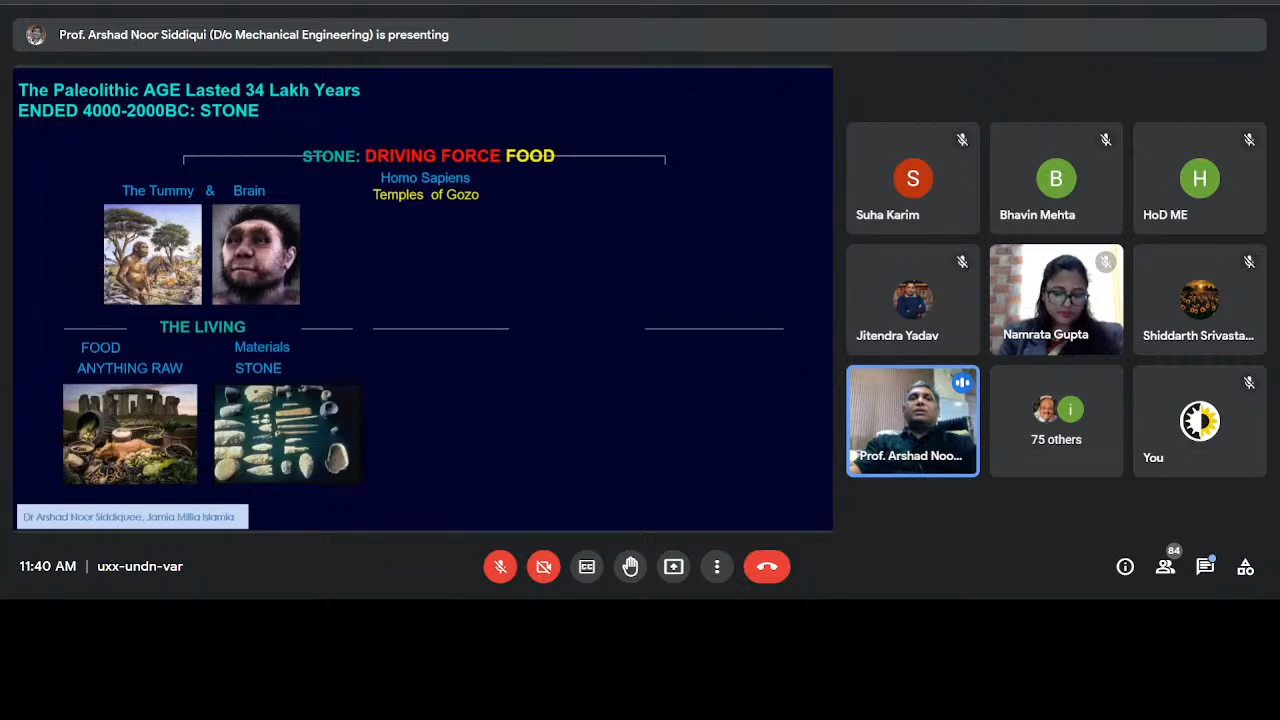 Prof. Arshad Noor Siddiqui (D/o Mechanical Engineering) is presenting
The Paleolithic AGE Lasted 34 Lakh Years
ENDED 4000-2000BC: STONE
STONE: DRIVING FORCE FOOD
Homo Sapiens
Temples of Gozo
The Tummy & Brain
THE LIVING
FOOD Materials
ANYTHING RAW STONE
Dr Arshad Noor Siddiquee, Jamia Millia Islamia
S
Suha Karim
B
Bhavin Mehta
H
HoD ME
Jitendra Yadav
Namrata Gupta
Shiddarth Srivasta...
Prof. Arshad Noo...
i
75 others
You
11:40 AM | uxx-undn-var
84